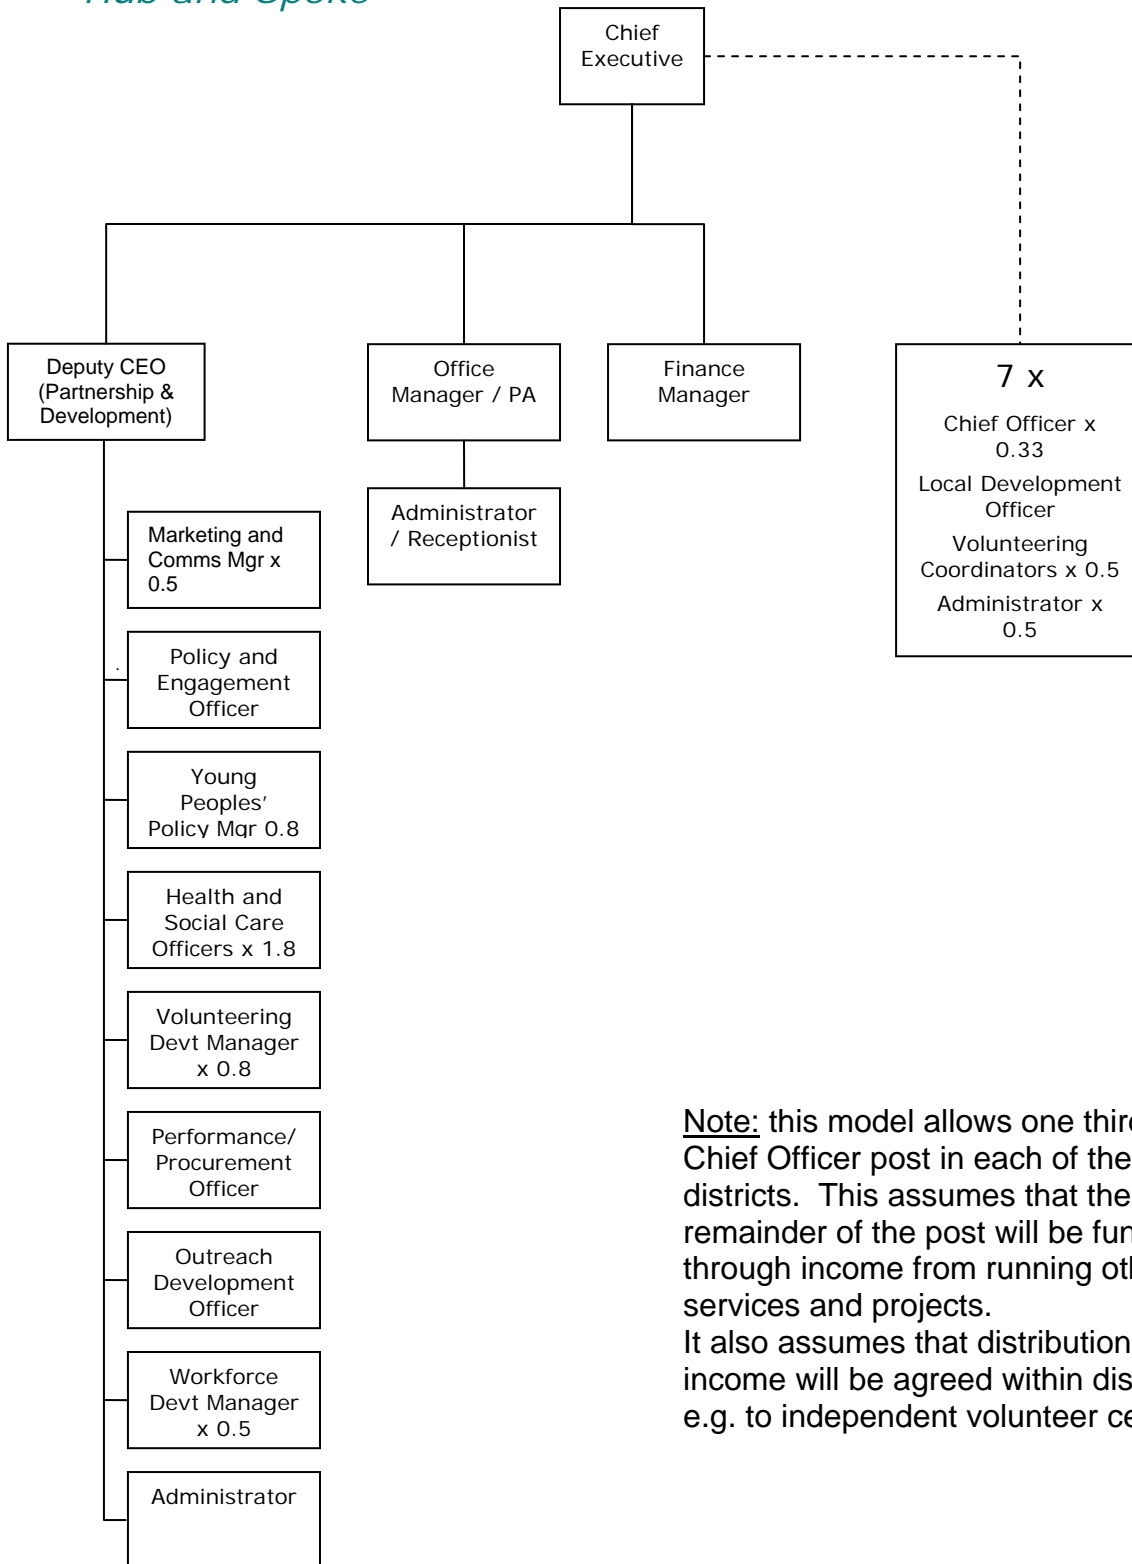 Hub and Spoke
Chief
Executive
Deputy CEO
(Partnership &
Development)
Office
Manager / PA
Finance
Manager
7 x
Chief Officer x
0.33
Local Development
Officer
Volunteering
Coordinators x 0.5
Administrator x
0.5
Administrator
/ Receptionist
Marketing and
Comms Mgr x
0.5
Policy and
Engagement
Officer
Young
Peoples’
Policy Mgr 0.8
Health and
Social Care
Officers x 1.8
Volunteering
Devt Manager
x 0.8
Performance/
Procurement
Officer
Outreach
Development
Officer
Workforce
Devt Manager
x 0.5
Administrator
Note: this model allows one
Chief Officer post in each of the
districts.  This assumes that the
remainder of the post will be
through income from running
services and projects.
It also assumes that distribution
income will be agreed within
e.g. to independent volunteer